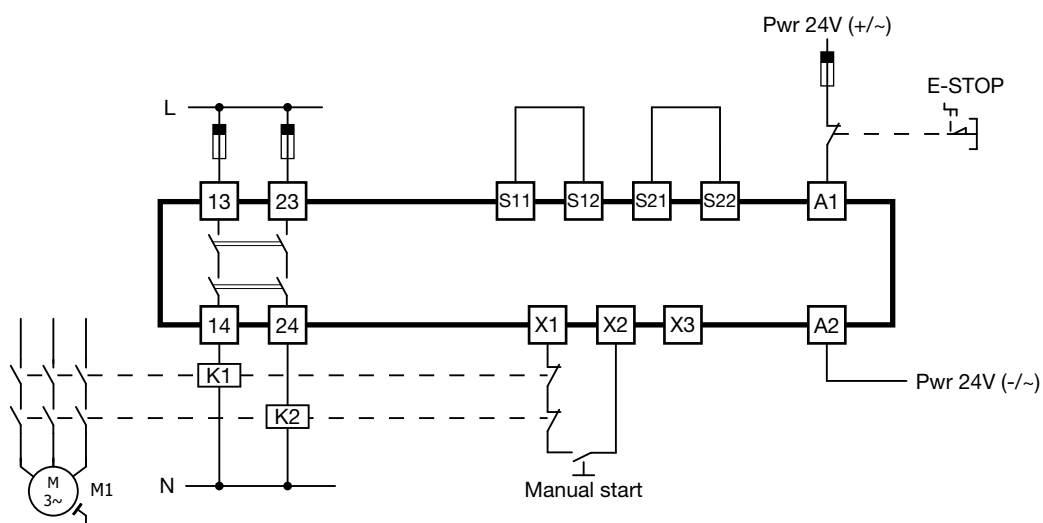 Pwr 24V (+/~)
E-STOP
L
13
23
S11
S12
S21
S22
A1
14
24
X1
X2
X3
A2
K1
Pwr 24V (-/~)
K2
M
3~
M1
N
Manual start